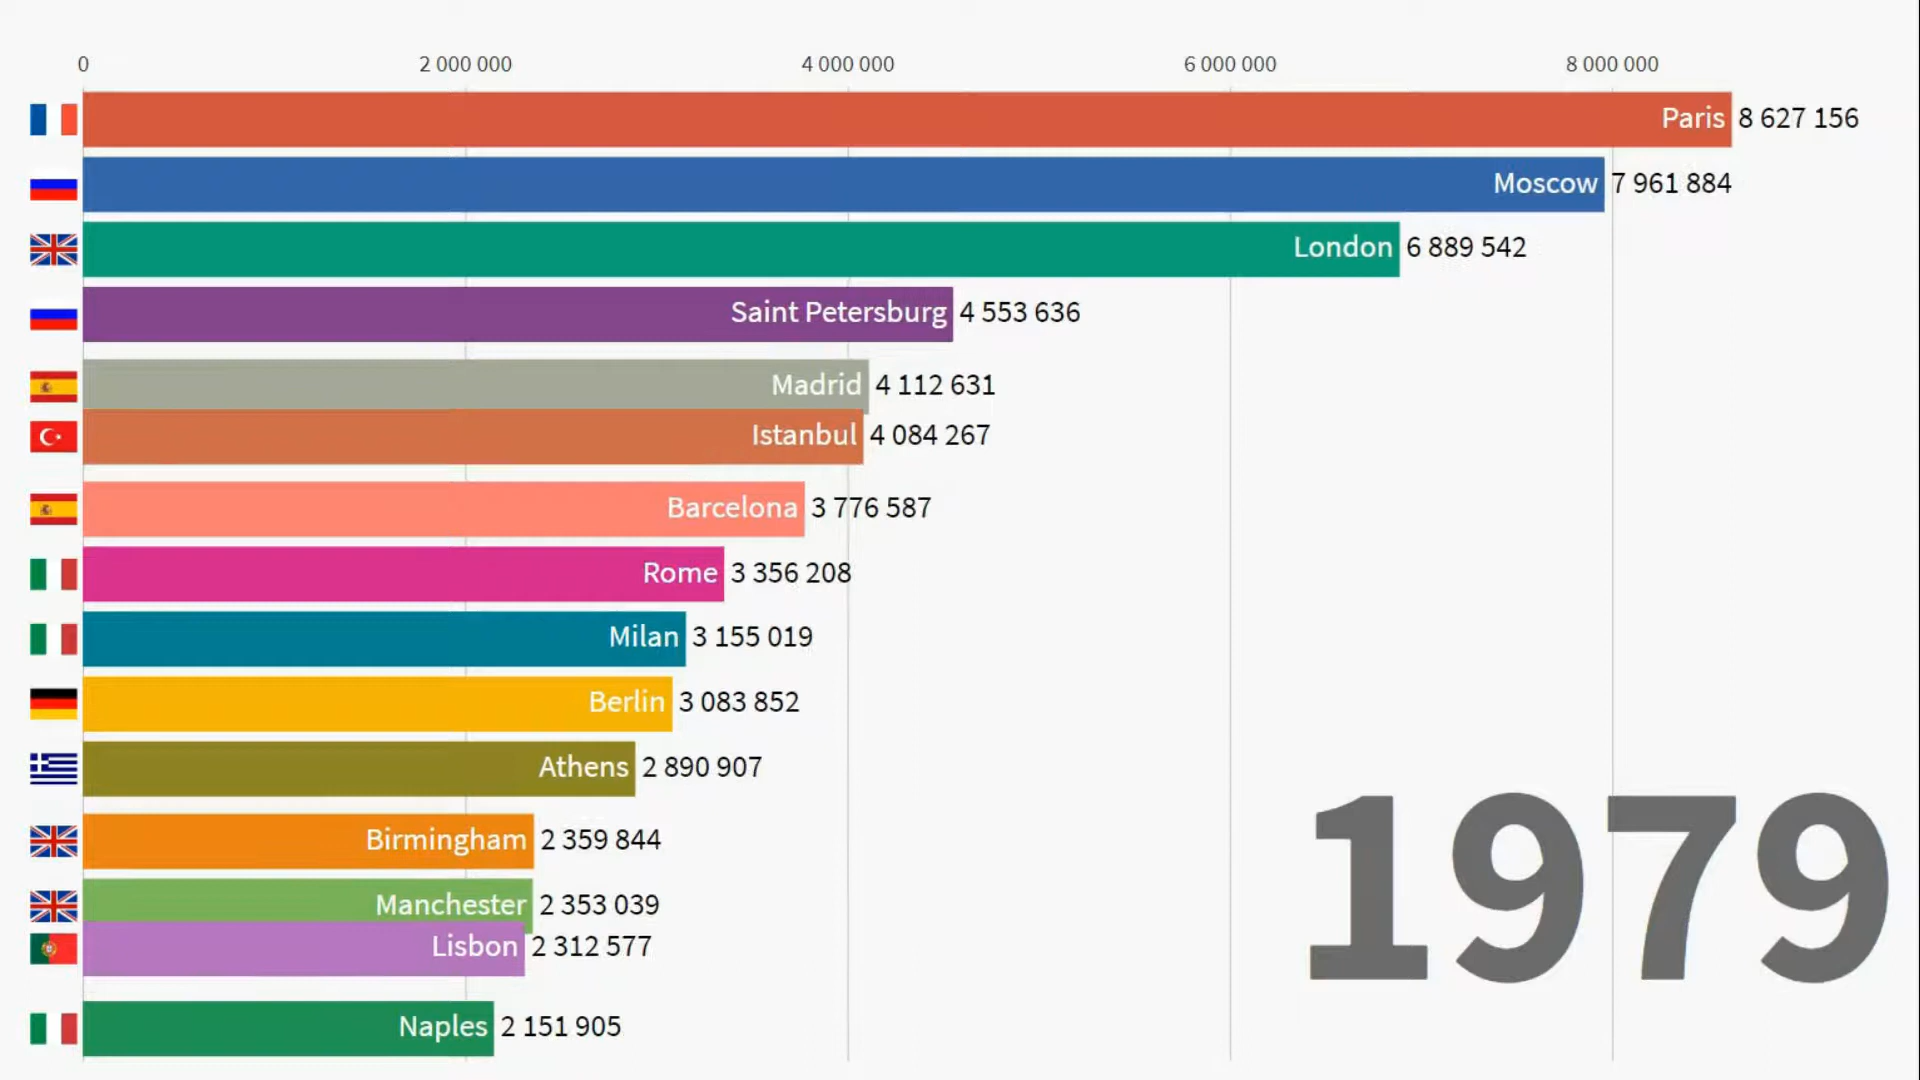 0 2 000 000 4 000 000 6 000 000 8 000 000
Paris 8 627 156
Moscow 7 961 884
London 6 889 542
Saint Petersburg 4 553 636
Madrid 4 112 631
Istanbul 4 084 267
Barcelona 3 776 587
Rome 3 356 208
Milan 3 155 019
Berlin 3 083 852
Athens 2 890 907
Birmingham 2 359 844
Manchester 2 353 039
Lisbon 2 312 577
Naples 2 151 905
1979